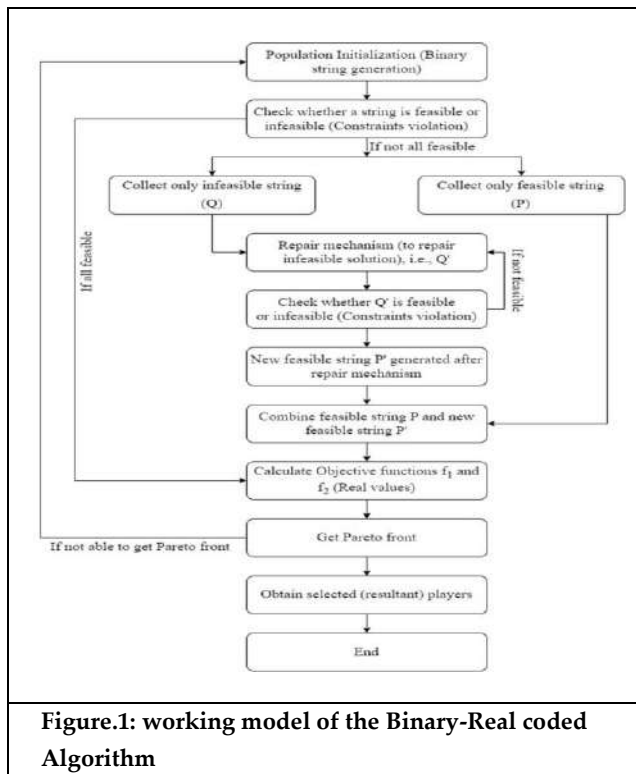 Population Initialization (Binary
string generation)
Check whether a string is feasible or
infeasible (Constraints violation)
If not all feasible
Collect only infeasible string
(Q)
Collect only feasible string
(P)
If all feasible
Repair mechanism (to repair
infeasible solution), i.e., Q'
If not feasible
Check whether Q' is feasible
or infeasible (Constraints violation)
New feasible string P' generated after
repair mechanism
Combine feasible string P and new
feasible string P'
Calculate Objective functions f1 and
f2 (Real values)
If not able to get Pareto front
Get Pareto front
Obtain selected (resultant) players
End
Figure.1: working model of the Binary-Real coded
Algorithm